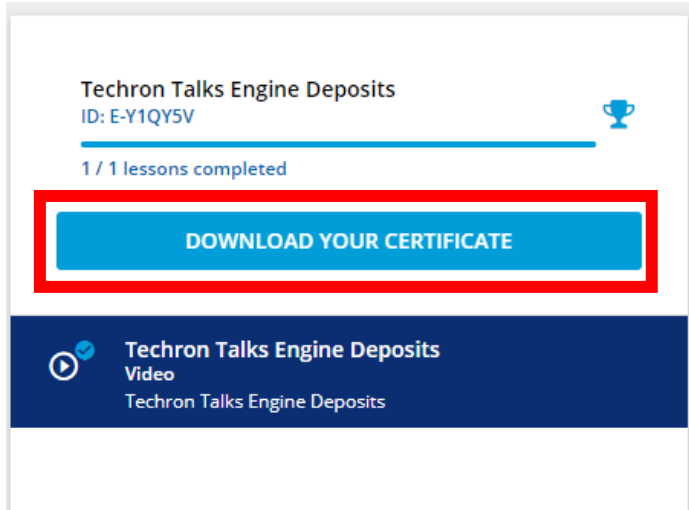 Techron Talks Engine Deposits
ID: E-Y1QY5V
1 / 1 lessons completed
DOWNLOAD YOUR CERTIFICATE
Techron Talks Engine Deposits
Video
Techron Talks Engine Deposits